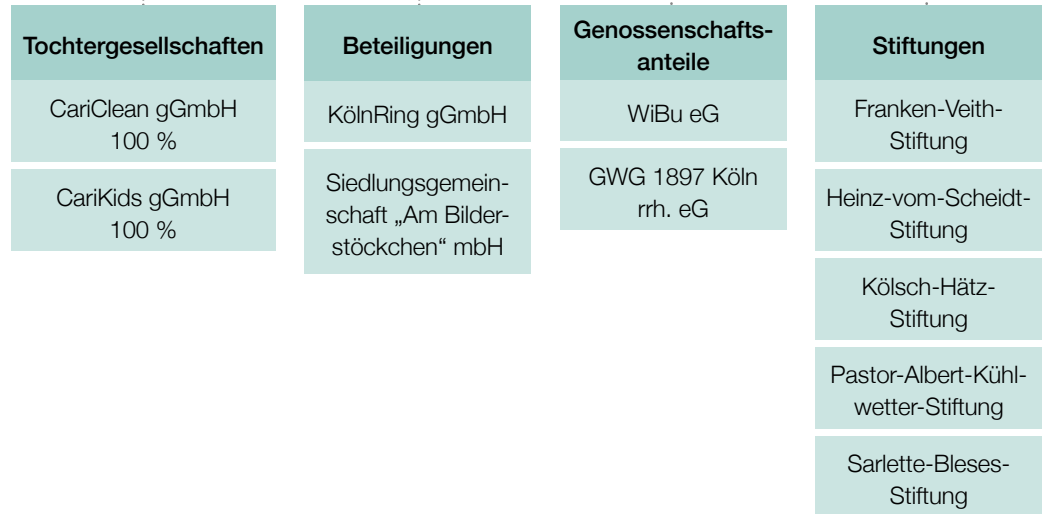 Tochtergesellschaften
CariClean gGmbH
100 %
CariKids gGmbH
100 %
Beteiligungen
KölnRing gGmbH
Siedlungsgemein-
schaft „Am Bilder-
stöckchen“ mbH
Genossenschafts-
anteile
WiBu eG
GWG 1897 Köln
rrh. eG
Stiftungen
Franken-Veith-
Stiftung
Heinz-vom-Scheidt-
Stiftung
Kölsch-Hätz-
Stiftung
Pastor-Albert-Kühl-
wetter-Stiftung
Sarlette-Bleses-
Stiftung